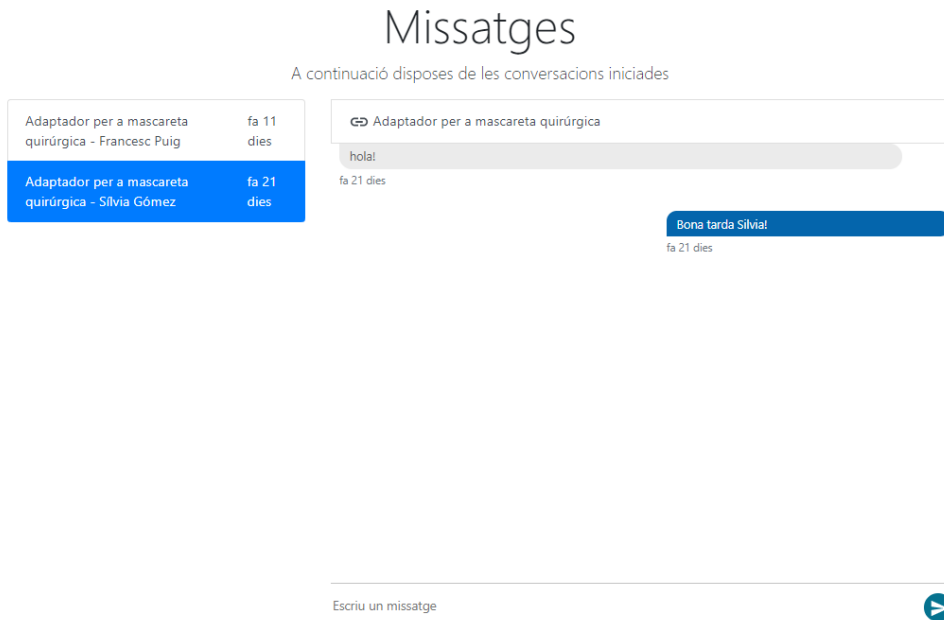 Missatges
A continuació disposes de les conversacions iniciades
Adaptador per a mascareta
quirúrgica - Francesc Puig
fa 11
dies
Adaptador per a mascareta
quirúrgica - Sílvia Gómez
fa 21
dies
Adaptador per a mascareta quirúrgica
hola!
fa 21 dies
Bona tarda Silvia!
fa 21 dies
Escriu un missatge